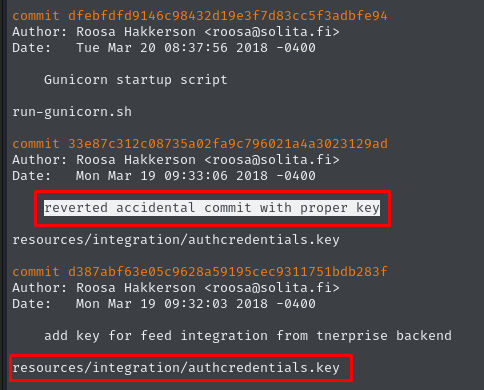 commit dfebfdfd9146c98432d19e3f7d83cc5f3adbfe94
Author: Roosa Hakkerson <roosa@solita.fi>
Date:   Tue Mar 20 08:37:56 2018 -0400
Gunicorn startup script
run-gunicorn.sh
commit 33e87c312c08735a02fa9c796021a4a3023129ad
Author: Roosa Hakkerson <roosa@solita.fi>
Date:   Mon Mar 19 09:33:06 2018 -0400
reverted accidental commit with proper key
resources/integration/authcredentials.key
commit d387abf63e05c9628a59195cec9311751bdb283f
Author: Roosa Hakkerson <roosa@solita.fi>
Date:   Mon Mar 19 09:32:03 2018 -0400
add key for feed integration from tnerprise backend
resources/integration/authcredentials.key